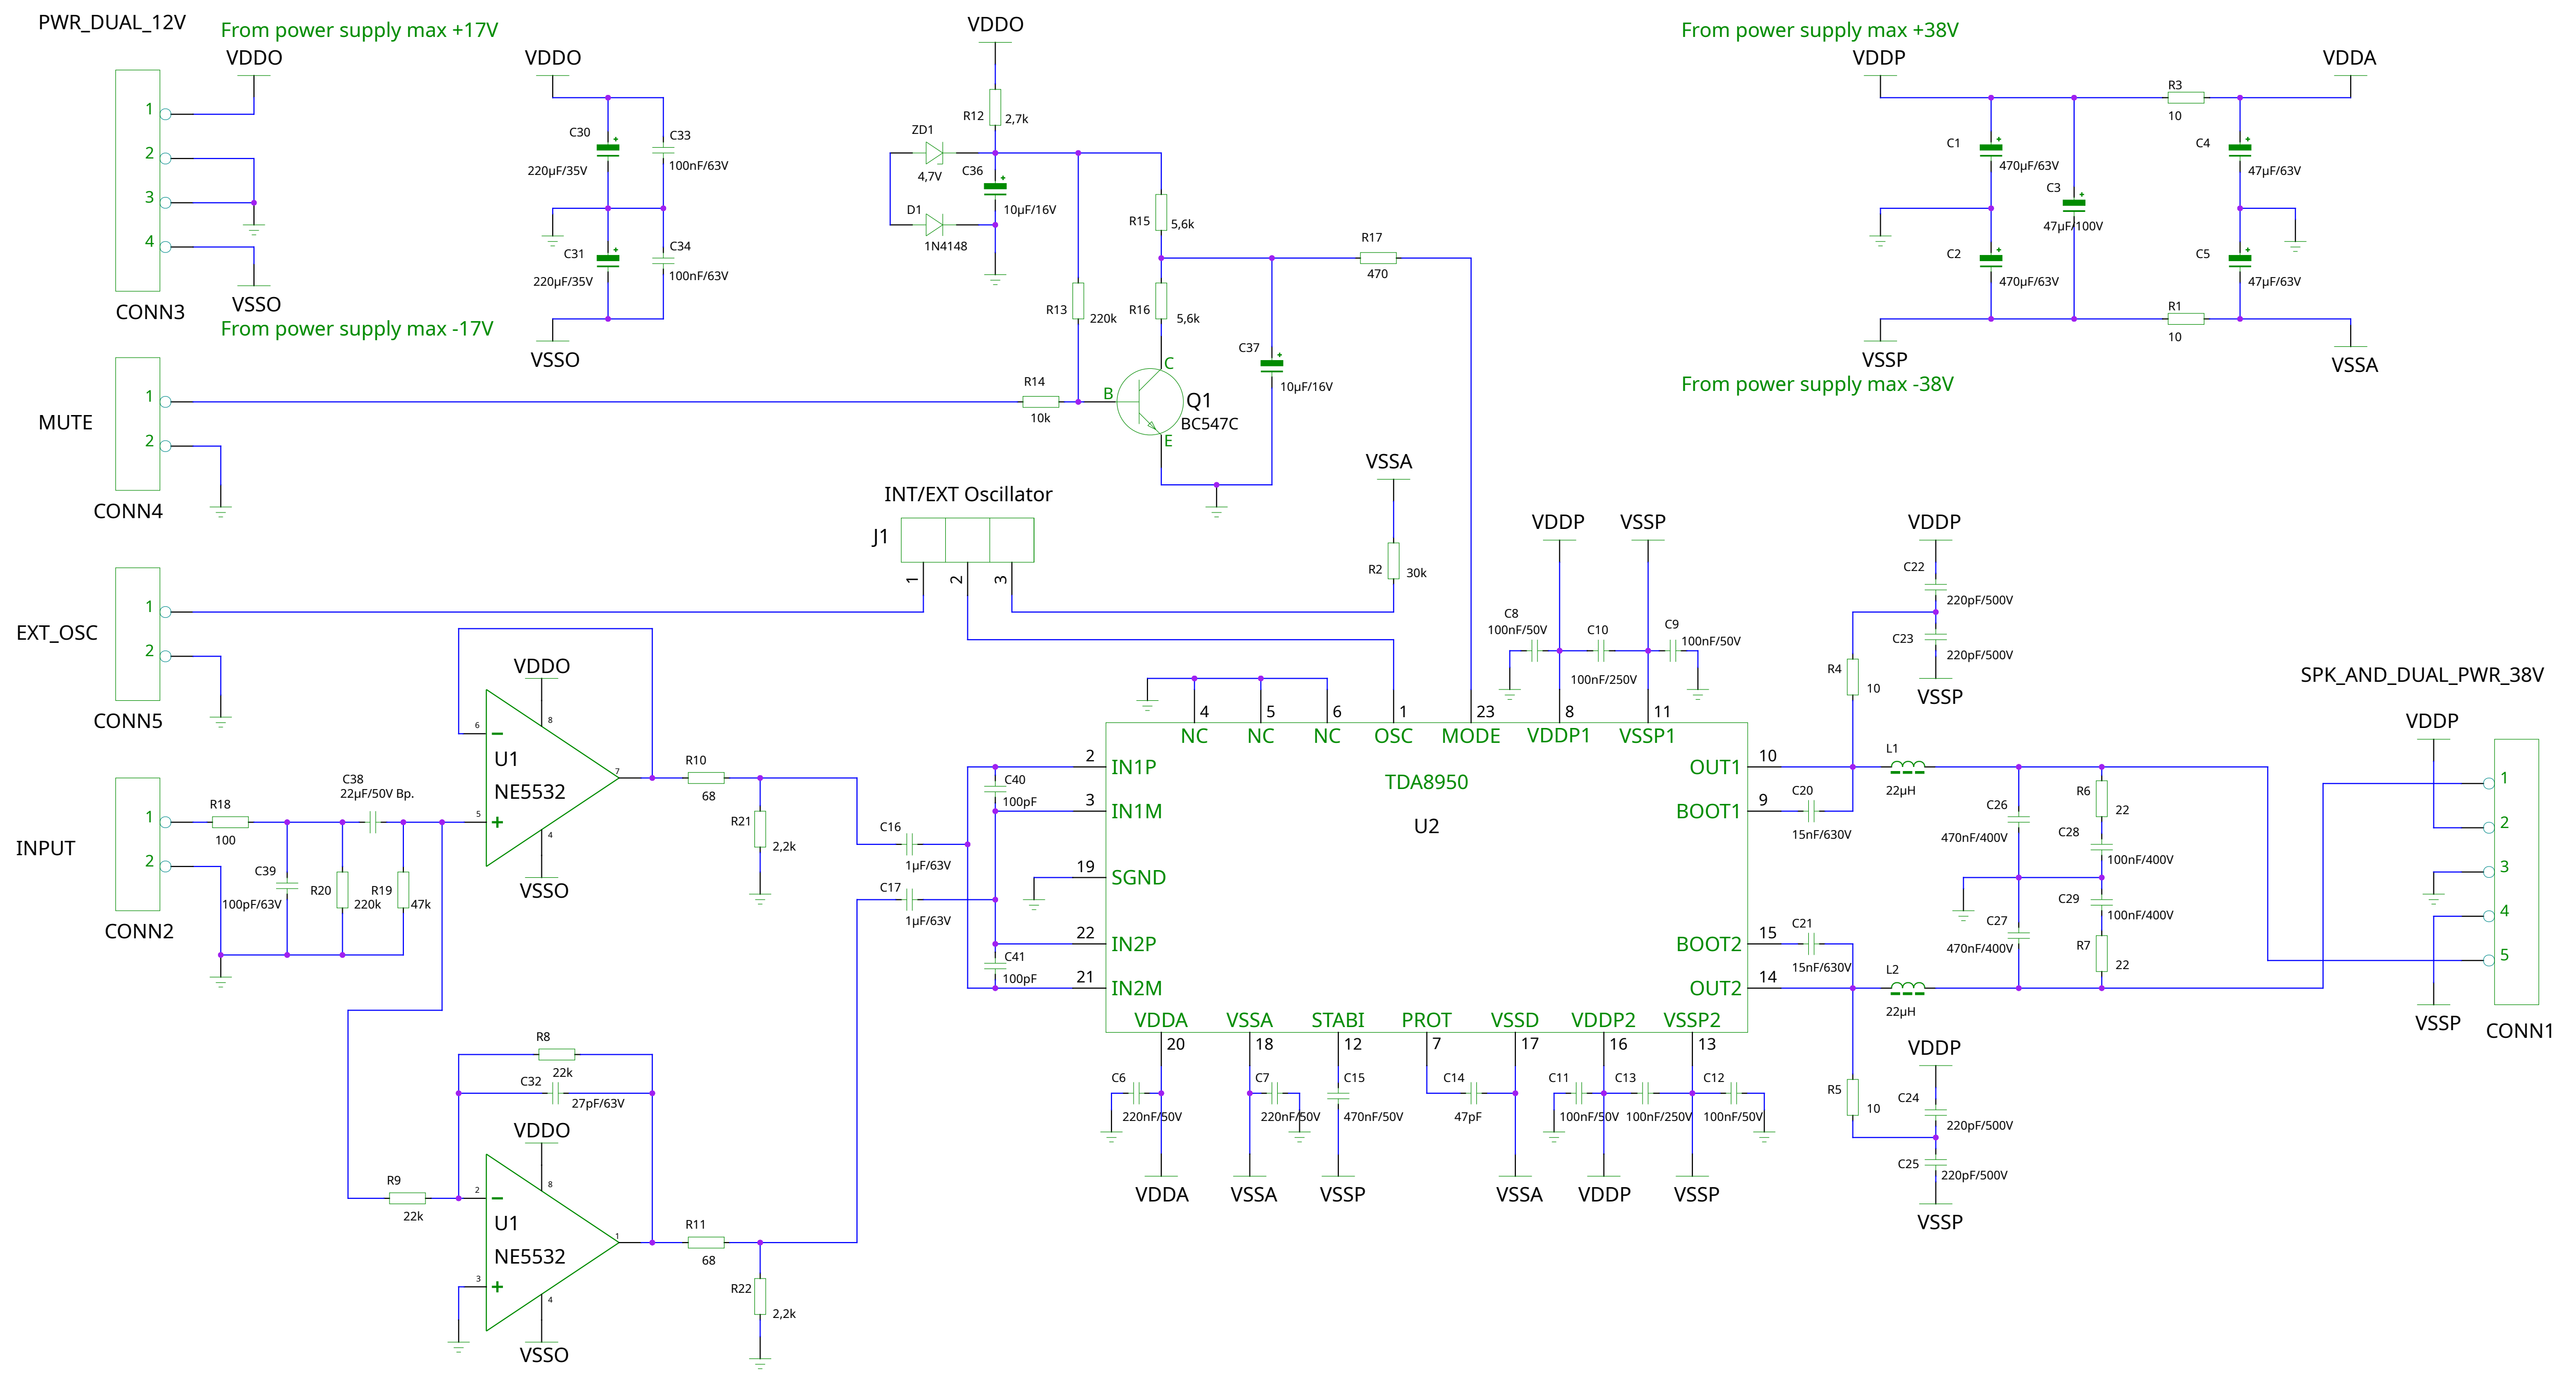 PWR_DUAL_12V
From power supply max +17V
VDDO
1
2
3
4
CONN3
VSSO
From power supply max -17V
VDDO
C30
220µF/35V
C33
100nF/63V
C31
220µF/35V
C34
100nF/63V
VSSO
VDDO
R12
2,7k
ZD1
4,7V
C36
10µF/16V
D1
1N4148
R15
5,6k
R13
220k
R16
5,6k
R17
470
C37
10µF/16V
R14
10k
B
C
E
Q1
BC547C
From power supply max +38V
VDDP
VDDA
R3
10
C1
470µF/63V
C4
47µF/63V
C3
47µF/100V
C2
470µF/63V
C5
47µF/63V
R1
10
VSSP
VSSA
From power supply max -38V
MUTE
1
2
CONN4
INT/EXT Oscillator
J1
1
2
3
VSSA
R2
30k
EXT_OSC
1
2
CONN5
VDDP
VSSP
C8
100nF/50V
C10
100nF/250V
C9
100nF/50V
VDDP
C22
220pF/500V
C23
220pF/500V
VSSP
R4
10
INPUT
1
2
CONN2
R18
100
C39
100pF/63V
R20
220k
C38
22µF/50V Bp.
R19
47k
VDDO
6
8
5
4
7
U1
NE5532
VSSO
R10
68
R21
2,2k
C16
1µF/63V
C17
1µF/63V
C40
100pF
C41
100pF
R8
22k
C32
27pF/63V
VDDO
R9
22k
2
8
3
4
1
U1
NE5532
VSSO
R11
68
R22
2,2k
4
5
6
1
23
8
11
NC
NC
NC
OSC
MODE
VDDP1
VSSP1
2
IN1P
3
IN1M
19
SGND
22
IN2P
21
IN2M
TDA8950
U2
OUT1
10
BOOT1
9
BOOT2
15
OUT2
14
VDDA
VSSA
STABI
PROT
VSSD
VDDP2
VSSP2
20
18
12
7
17
16
13
C6
220nF/50V
C7
220nF/50V
C15
470nF/50V
C14
47pF
C11
100nF/50V
C13
100nF/250V
C12
100nF/50V
VDDA
VSSA
VSSP
VSSA
VDDP
VSSP
C20
15nF/630V
L1
22µH
C26
470nF/400V
R6
22
C28
100nF/400V
C29
100nF/400V
C27
470nF/400V
R7
22
C21
15nF/630V
L2
22µH
VDDP
R5
10
C24
220pF/500V
C25
220pF/500V
VSSP
SPK_AND_DUAL_PWR_38V
VDDP
1
2
3
4
5
VSSP
CONN1